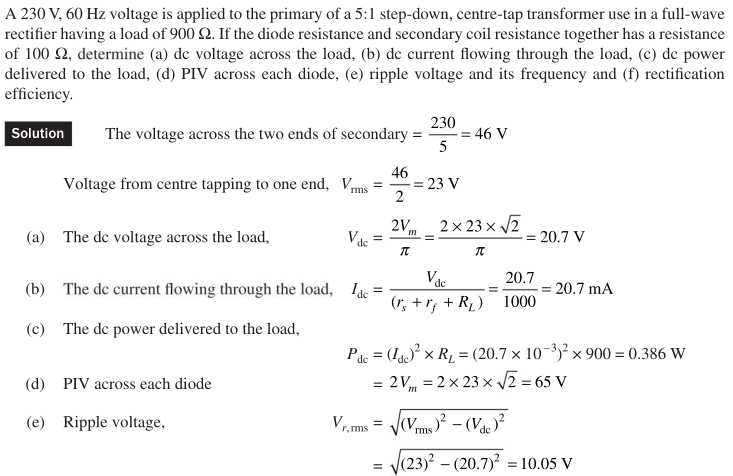 A 230 V, 60 Hz voltage is applied to the primary of a 5:1 step-down, centre-tap transformer use in a full-wave
rectifier having a load of 900 Ω. If the diode resistance and secondary coil resistance together has a resistance
of 100 Ω, determine (a) dc voltage across the load, (b) dc current flowing through the load, (c) dc power
delivered to the load, (d) PIV across each diode, (e) ripple voltage and its frequency and (f) rectification
efficiency.
Solution The voltage across the two ends of secondary = 230/5 = 46 V
Voltage from centre tapping to one end, V_rms = 46/2 = 23 V
(a) The dc voltage across the load, V_dc = 2V_m/π = 2 × 23 × √2/π = 20.7 V
(b) The dc current flowing through the load, I_dc = V_dc/(r_s + r_f + R_L) = 20.7/1000 = 20.7 mA
(c) The dc power delivered to the load,
P_dc = (I_dc)² × R_L = (20.7 × 10⁻³)² × 900 = 0.386 W
(d) PIV across each diode = 2V_m = 2 × 23 × √2 = 65 V
(e) Ripple voltage, V_r,rms = √((V_rms)² − (V_dc)²)
= √((23)² − (20.7)²) = 10.05 V